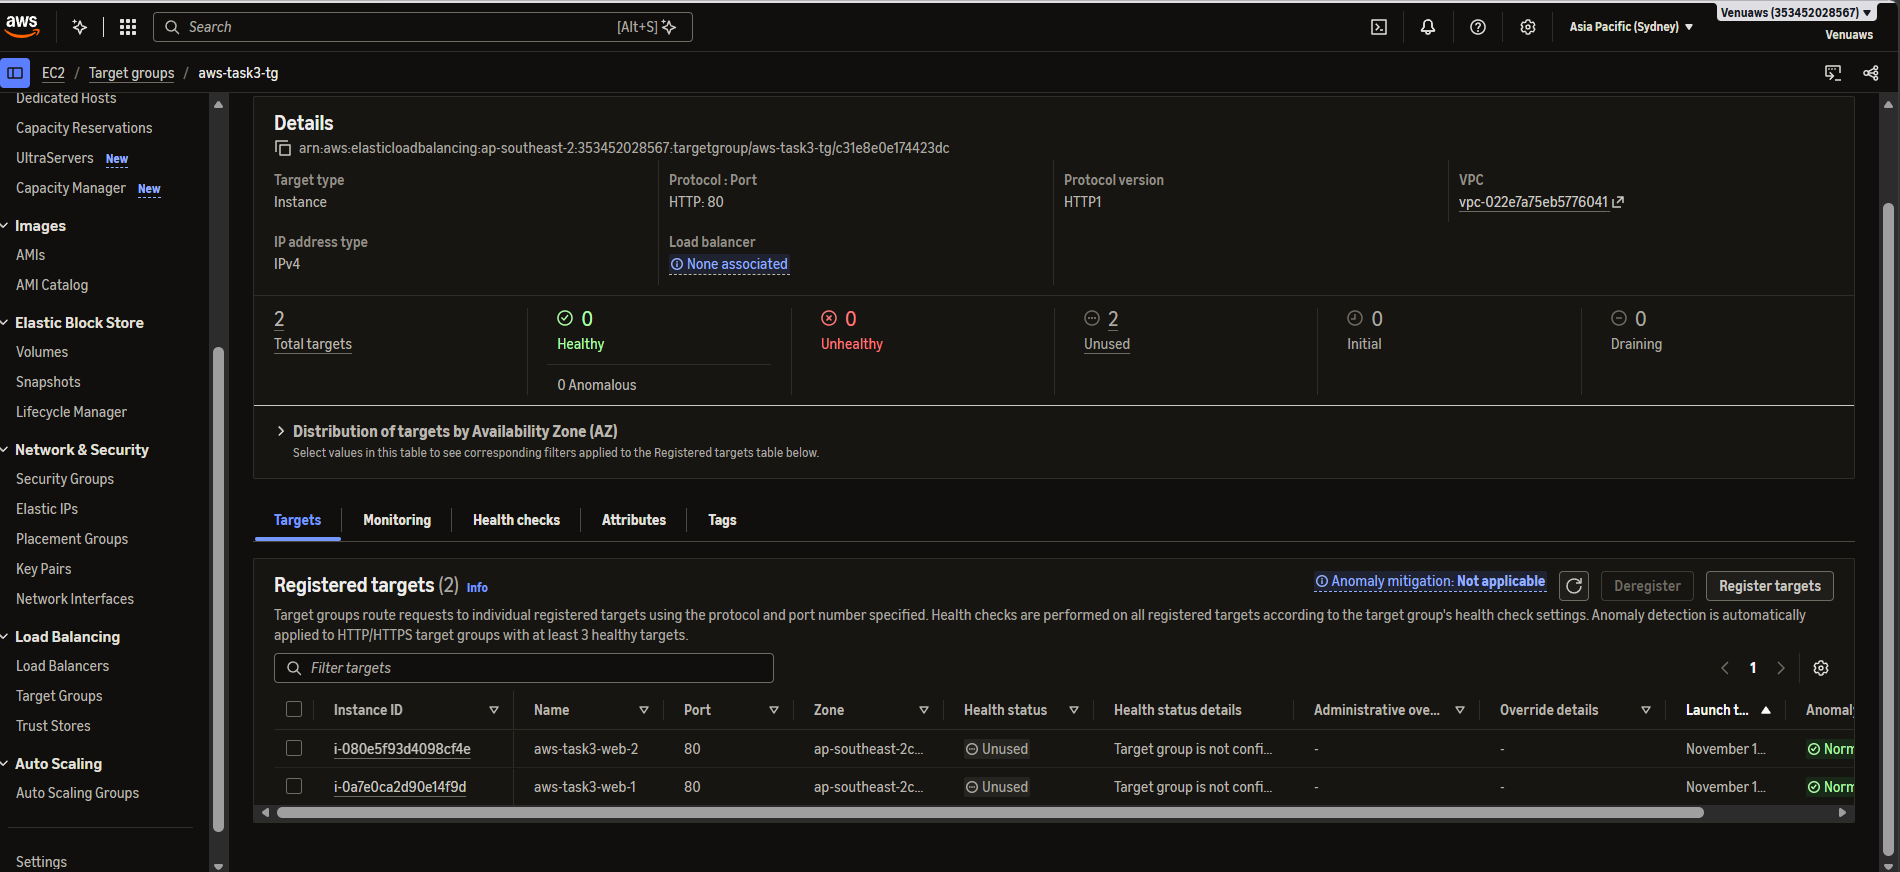 aws
Search
[Alt+S]
Asia Pacific (Sydney)
Venuaws (353452028567)
Venuaws
EC2 / Target groups / aws-task3-tg
Dedicated Hosts
Capacity Reservations
UltraServers New
Capacity Manager New
Images
AMIs
AMI Catalog
Elastic Block Store
Volumes
Snapshots
Lifecycle Manager
Network & Security
Security Groups
Elastic IPs
Placement Groups
Key Pairs
Network Interfaces
Load Balancing
Load Balancers
Target Groups
Trust Stores
Auto Scaling
Auto Scaling Groups
Settings
Details
arn:aws:elasticloadbalancing:ap-southeast-2:353452028567:targetgroup/aws-task3-tg/c31e8e0e174423dc
Target type
Instance
Protocol : Port
HTTP: 80
Protocol version
HTTP1
VPC
vpc-022e7a75eb5776041
IP address type
IPv4
Load balancer
None associated
2
Total targets
0
Healthy
0 Anomalous
0
Unhealthy
2
Unused
0
Initial
0
Draining
Distribution of targets by Availability Zone (AZ)
Select values in this table to see corresponding filters applied to the Registered targets table below.
Targets Monitoring Health checks Attributes Tags
Registered targets (2) Info
Anomaly mitigation: Not applicable
Deregister
Register targets
Target groups route requests to individual registered targets using the protocol and port number specified. Health checks are performed on all registered targets according to the target group's health check settings. Anomaly detection is automatically
applied to HTTP/HTTPS target groups with at least 3 healthy targets.
Filter targets
1
Instance ID Name Port Zone Health status Health status details Administrative ove... Override details Launch t... Anomaly
i-080e5f93d4098cf4e aws-task3-web-2 80 ap-southeast-2c... Unused Target group is not confi... - - November 1... Norm
i-0a7e0ca2d90e14f9d aws-task3-web-1 80 ap-southeast-2c... Unused Target group is not confi... - - November 1... Norm